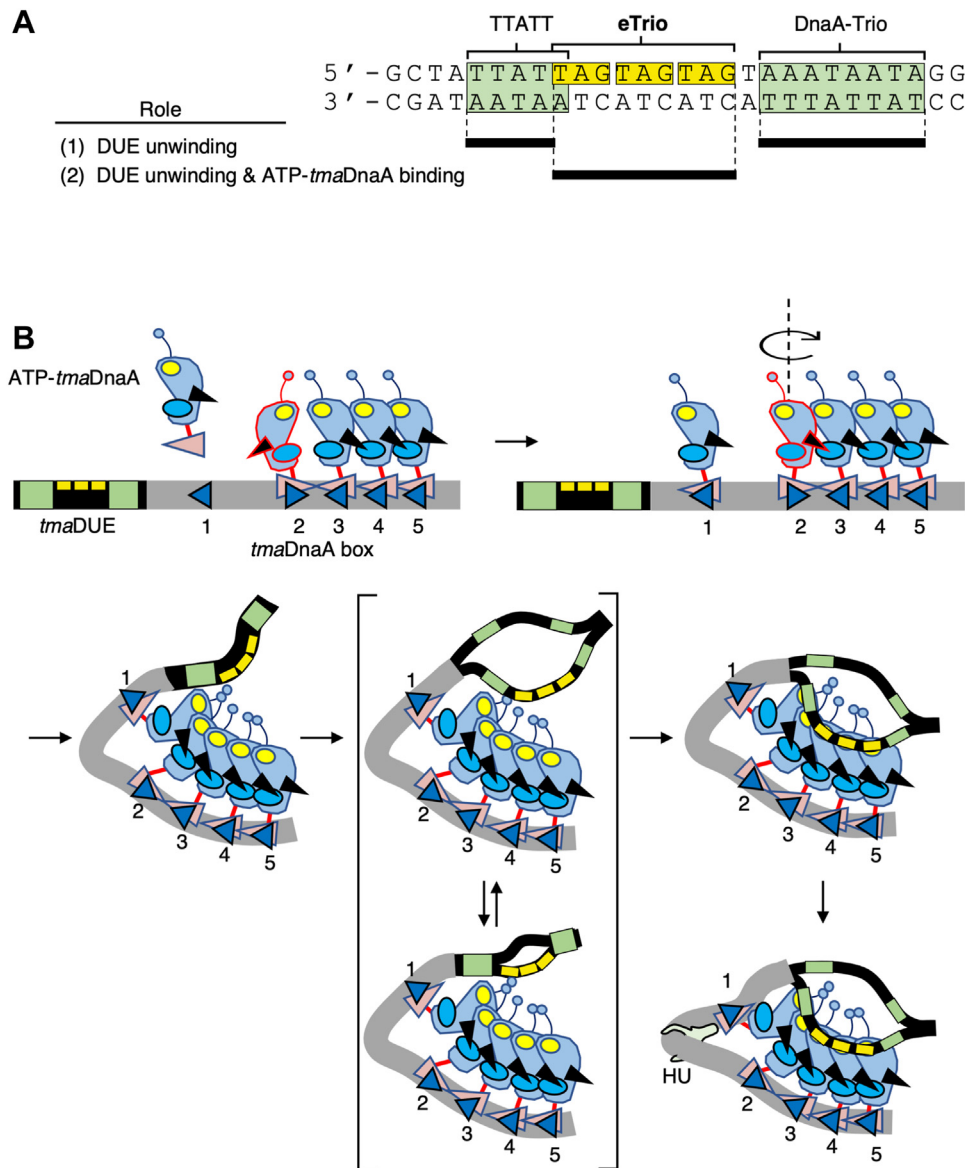 A
TTATT eTrio DnaA-Trio
5′-GCTATTATTAGTAGTAGTAAATAATAGG
3′-CGATAATAATCATCATCATTTATTATCC
Role
(1) DUE unwinding
(2) DUE unwinding & ATP-tmaDnaA binding
B
ATP-tmaDnaA
tmaDUE 1 2 3 4 5
tmaDnaA box
1 2 3 4 5
1
2
3
4
5
1
2
3
4
5
1
2
3
4
5
1
2
3
4
5
1
HU
2
3
4
5